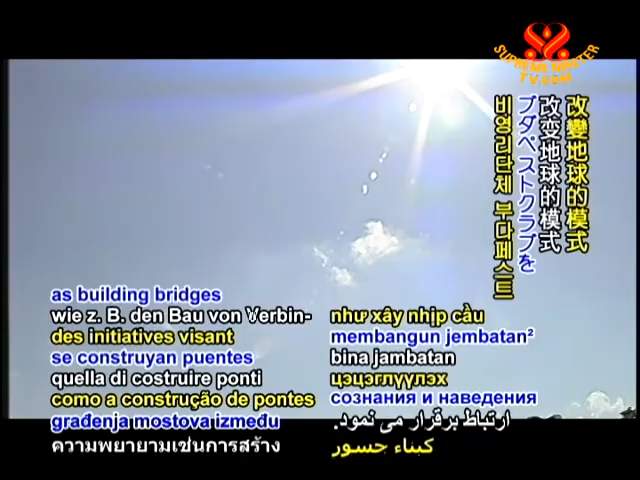 SUPREME MASTER
TV.COM
改變地球的模式
改变地球的模式
ブダペストクラブを
비영리단체 부다페스트
as building bridges
wie z. B. den Bau von Verbin-
des initiatives visant
se construyan puentes
quella di costruire ponti
como a construção de pontes
građenja mostova između
ความพยายามเช่นการสร้าง
như xây nhịp cầu
membangun jembatan²
bina jambatan
цэцэглүүлэх
сознания и наведения
ارتباط برقرار می نمود.
كبناء جسور